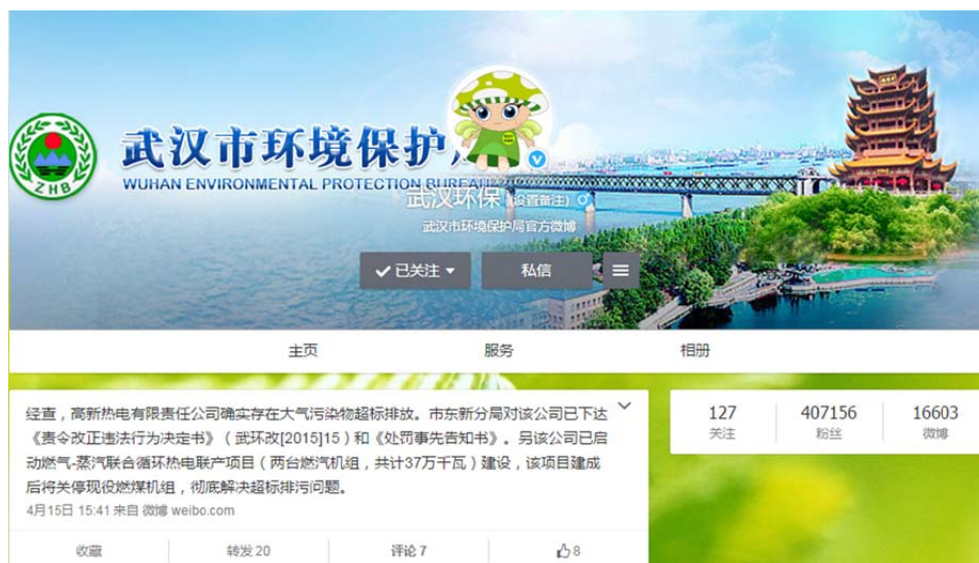 武汉市环境保护
WUHAN ENVIRONMENTAL PROTECTION BUREAU
ZHB
武汉环保 (设置备注)
武汉市环境保护局官方微博
已关注
私信
主页
服务
相册
经查，高新热电有限责任公司确实存在大气污染物超标排放。市东新分局对该公司已下达
《责令改正违法行为决定书》（武环改[2015]15）和《处罚事先告知书》。另该公司已启
动燃气-蒸汽联合循环热电联产项目（两台燃汽机组，共计37万千瓦）建设，该项目建成
后将关停现役燃煤机组，彻底解决超标排污问题。
4月15日 15:41 来自 微博 weibo.com
收藏
转发 20
评论 7
8
127
407156
16603
关注
粉丝
微博